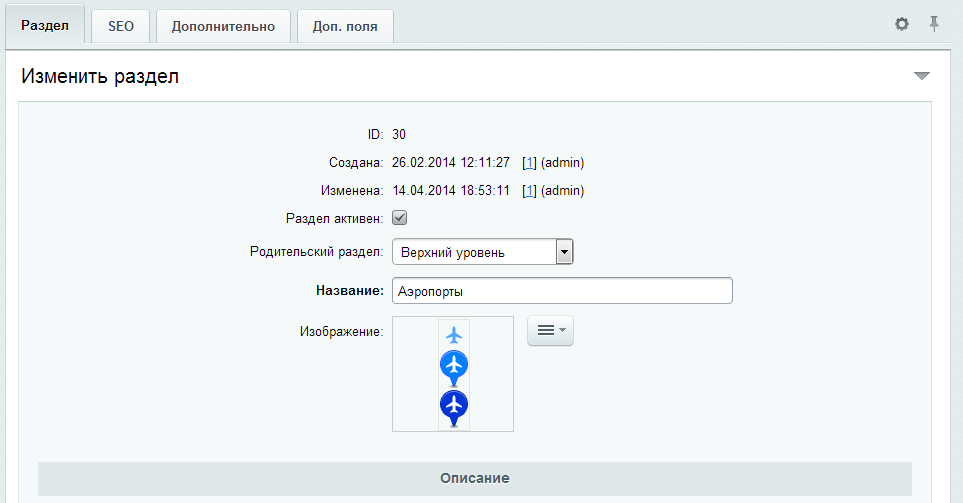 Раздел SEO Дополнительно Доп. поля
Изменить раздел
ID: 30
Создана: 26.02.2014 12:11:27 [1] (admin)
Изменена: 14.04.2014 18:53:11 [1] (admin)
Раздел активен:
Родительский раздел: Верхний уровень
Название: Аэропорты
Изображение:
Описание